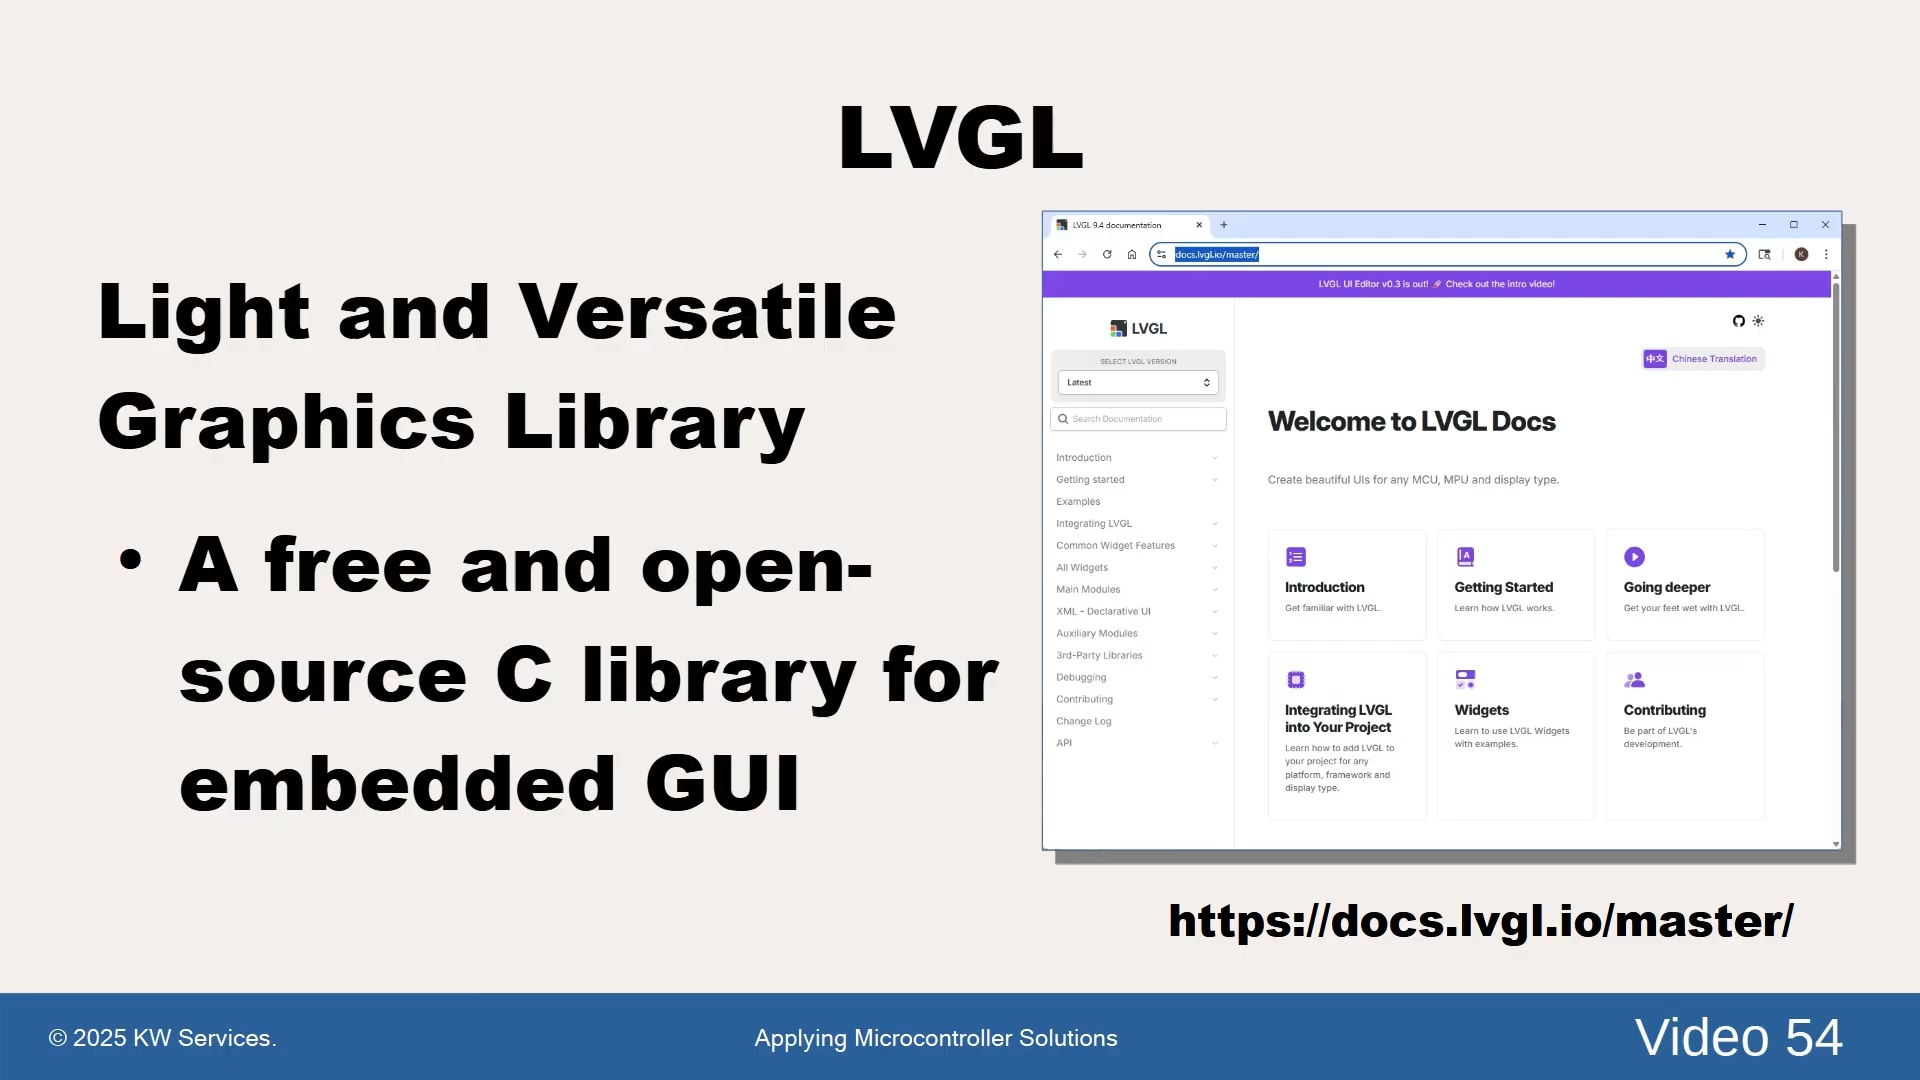 LVGL
Light and Versatile
Graphics Library
• A free and open-
source C library for
embedded GUI
LVGL 9.4 documentation
docs.lvgl.io/master/
K
LVGL UI Editor v0.3 is out! 🚀 Check out the intro video!
LVGL
SELECT LVGL VERSION
Latest
Search Documentation
Introduction
Getting started
Examples
Integrating LVGL
Common Widget Features
All Widgets
Main Modules
XML - Declarative UI
Auxiliary Modules
3rd-Party Libraries
Debugging
Contributing
Change Log
API
中文 Chinese Translation
Welcome to LVGL Docs
Create beautiful UIs for any MCU, MPU and display type.
Introduction
Get familiar with LVGL.
Getting Started
Learn how LVGL works.
Going deeper
Get your feet wet with LVGL.
Integrating LVGL
into Your Project
Learn how to add LVGL to
your project for any
platform, framework and
display type.
Widgets
Learn to use LVGL Widgets
with examples.
Contributing
Be part of LVGL's
development.
https://docs.lvgl.io/master/
© 2025 KW Services.
Applying Microcontroller Solutions
Video 54